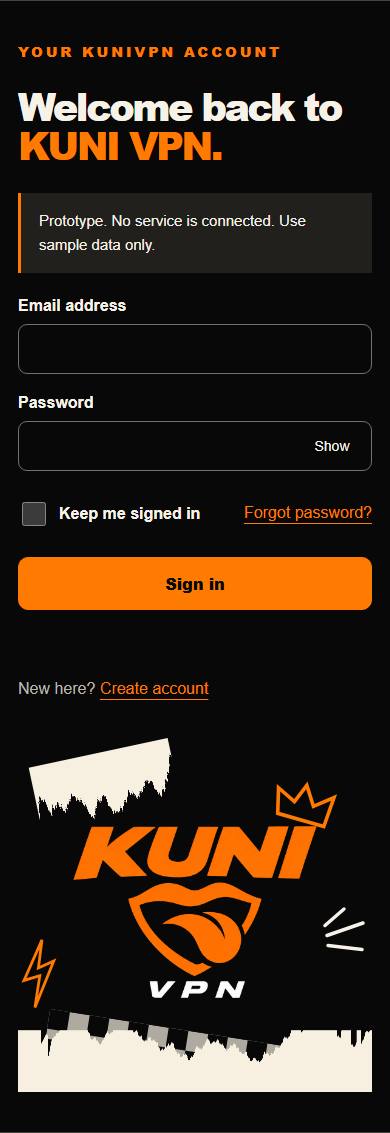 YOUR KUNIVPN ACCOUNT
Welcome back to
KUNI VPN.
Prototype. No service is connected. Use
sample data only.
Email address
Password
Show
Keep me signed in
Forgot password?
Sign in
New here? Create account
KUNI
VPN